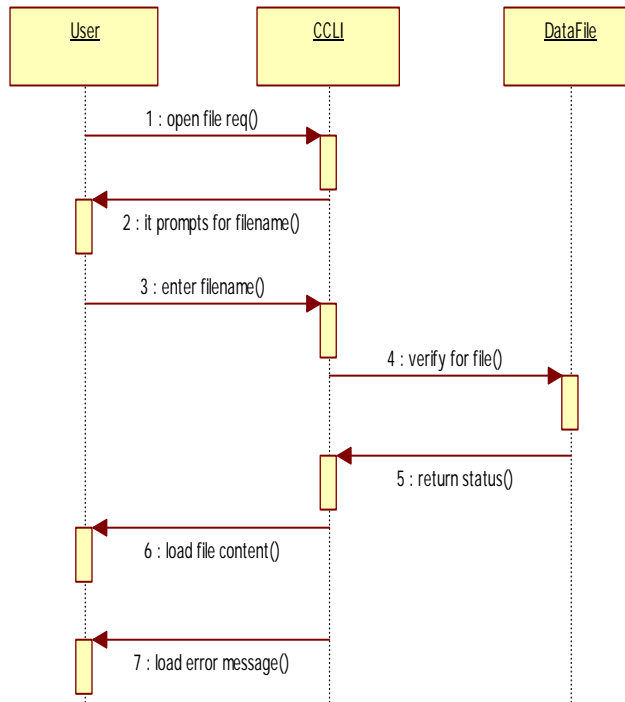 User
CCLI
DataFile
1 : open file req()
2 : it prompts for filename()
3 : enter filename()
4 : verify for file()
5 : return status()
6 : load file content()
7 : load error message()